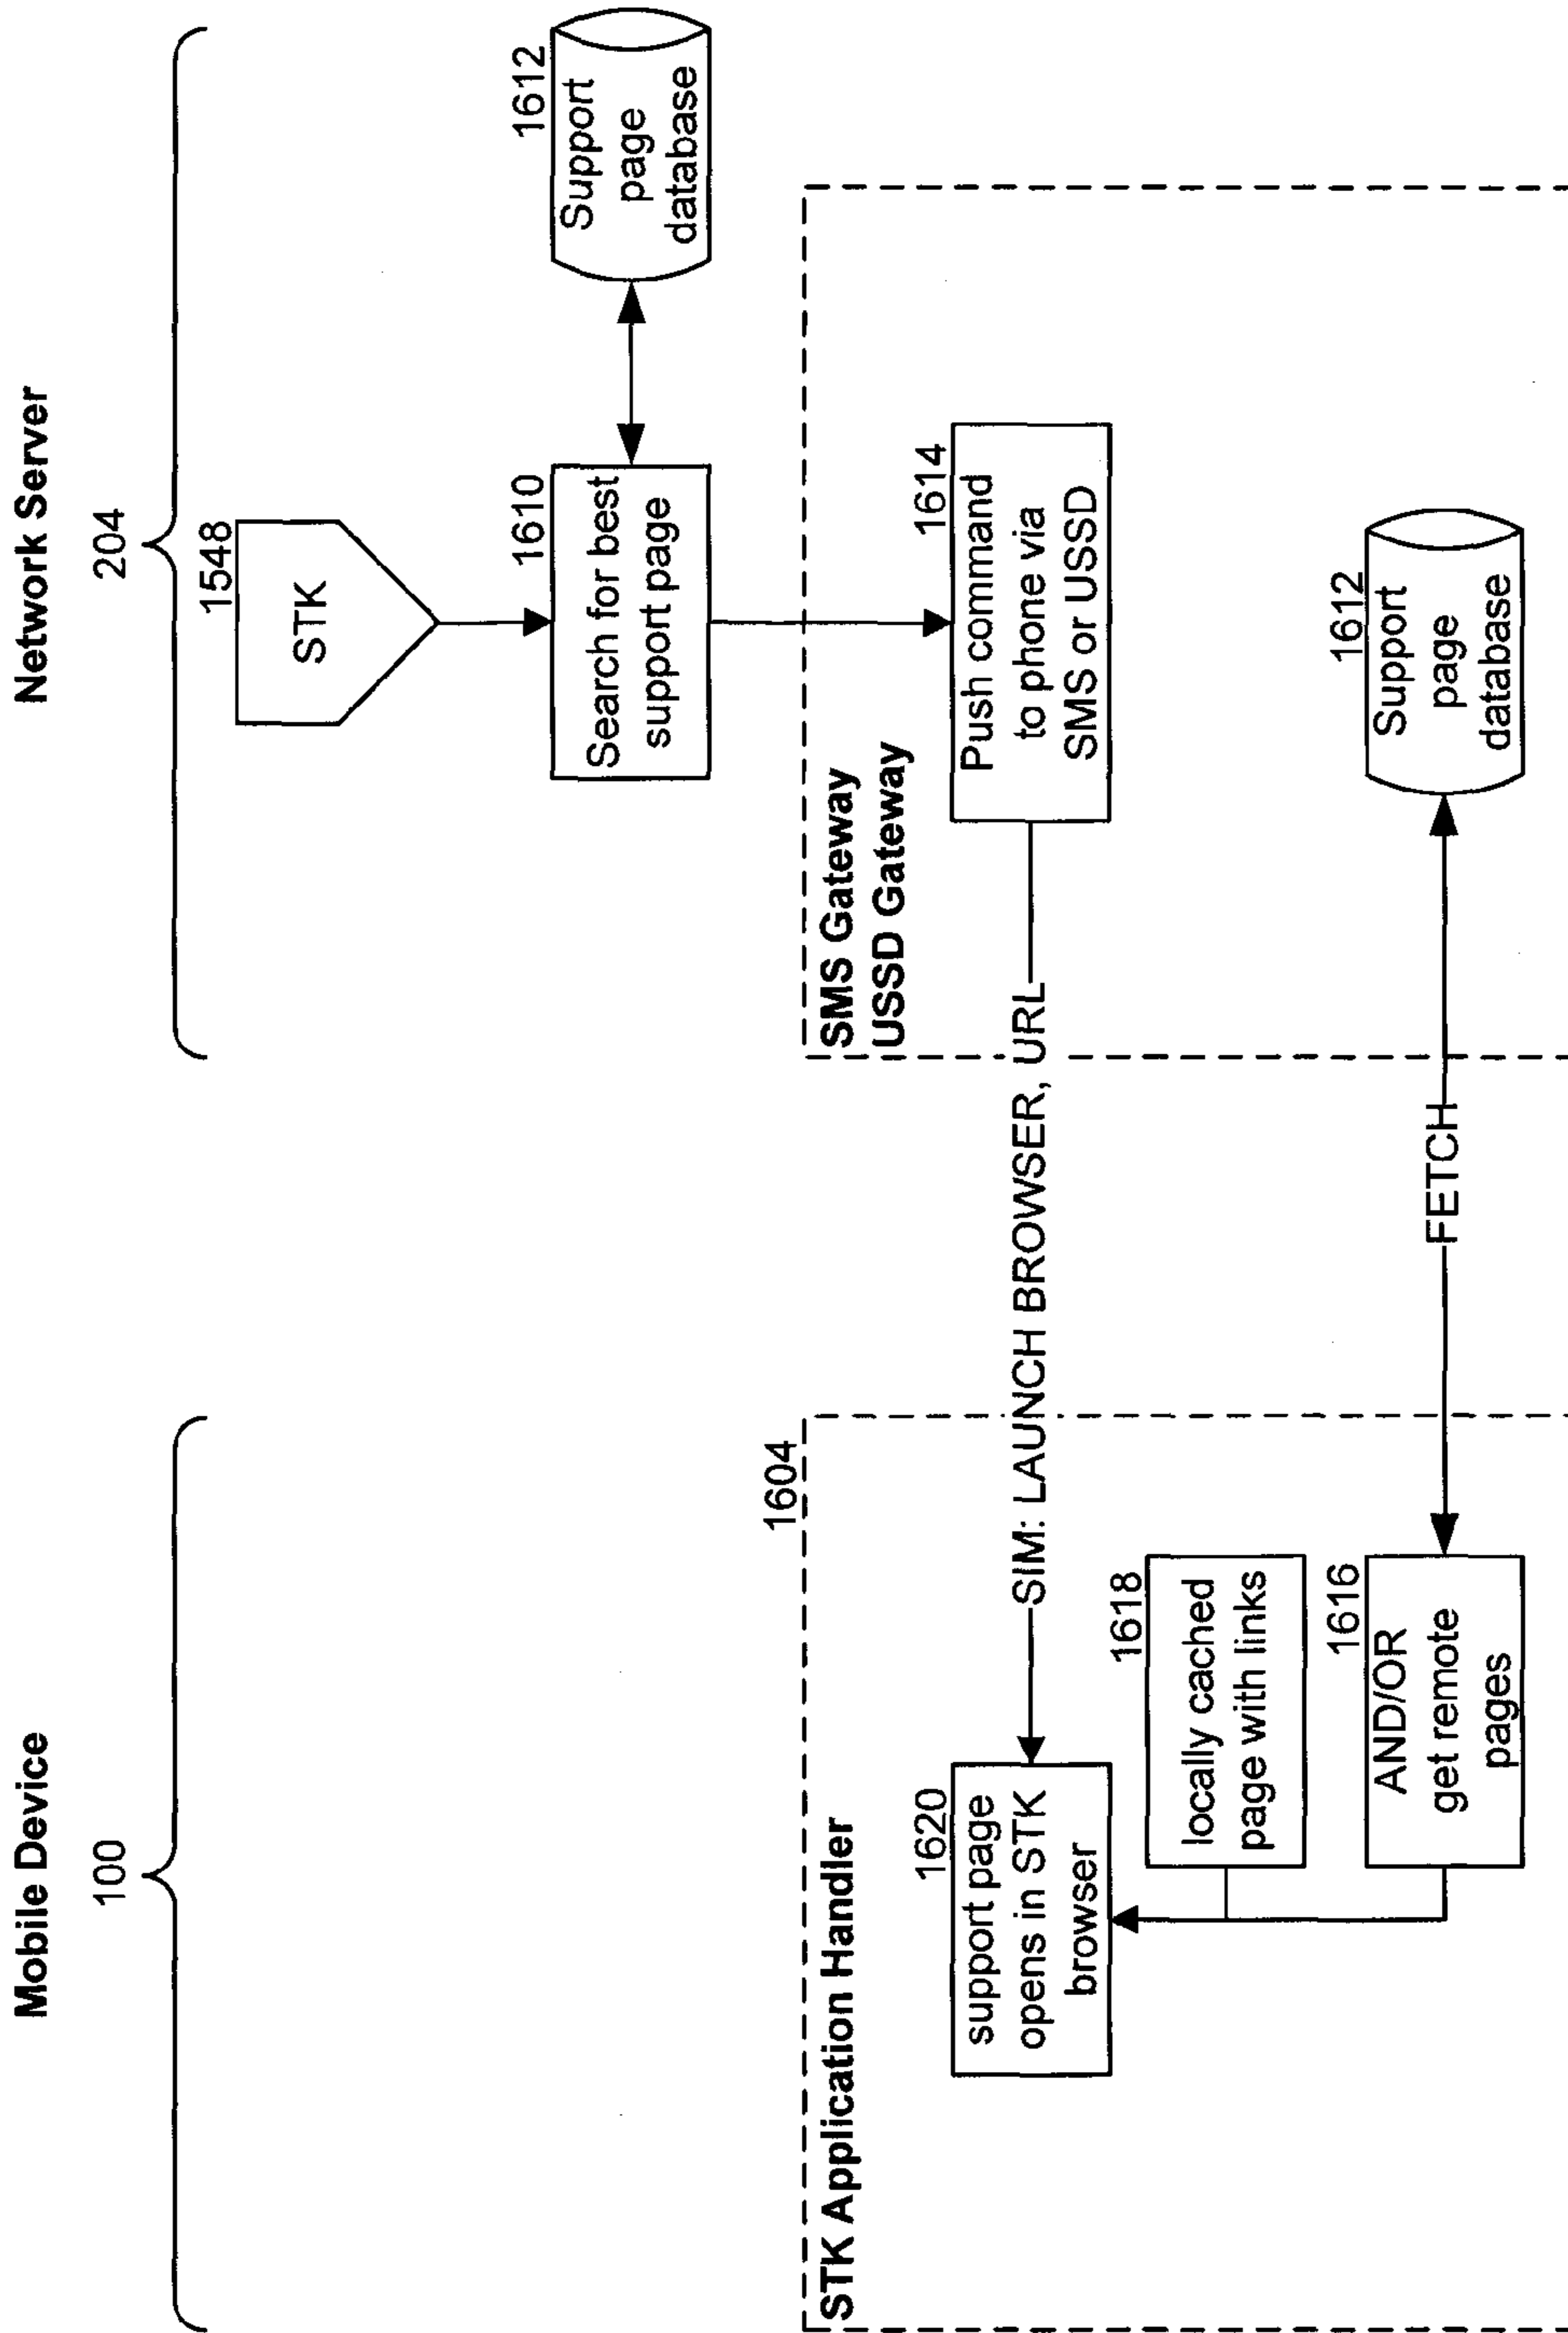 Mobile Device
100
Network Server
204
1548
STK
1610
Search for best
support page
1612
Support
page
database
1604
STK Application Handler
SMS Gateway
USSD Gateway
1620
support page
opens in STK
browser
SIM: LAUNCH BROWSER, URL
1614
Push command
to phone via
SMS or USSD
1618
locally cached
page with links
1616
AND/OR
get remote
pages
FETCH
1612
Support
page
database